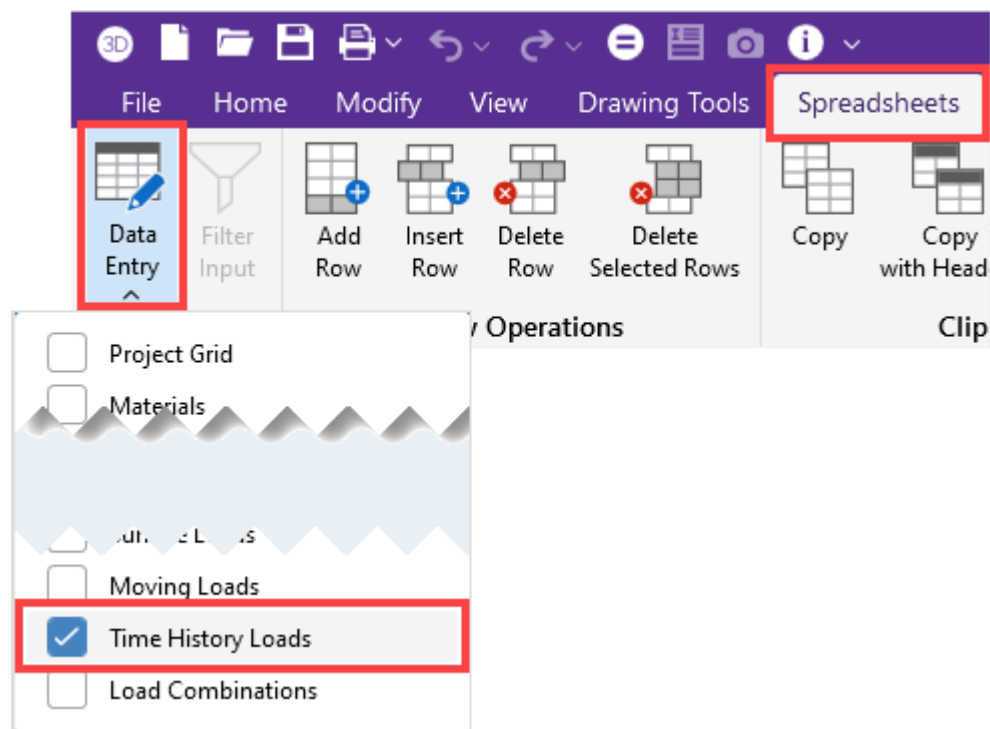 3D
File Home Modify View Drawing Tools Spreadsheets
Data Filter Add Insert Delete Delete Copy Copy
Entry Input Row Row Row Selected Rows with Head
Operations Clip
Project Grid
Materials
Moving Loads
Time History Loads
Load Combinations